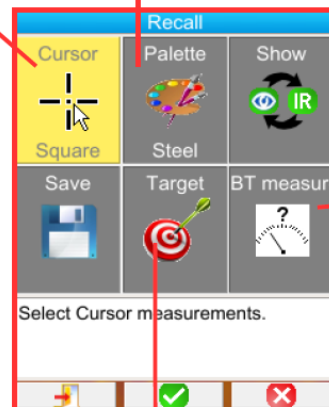 Recall
Cursor Palette Show
IR
Square Steel
Save Target BT measur
?
Select Cursor measurements.